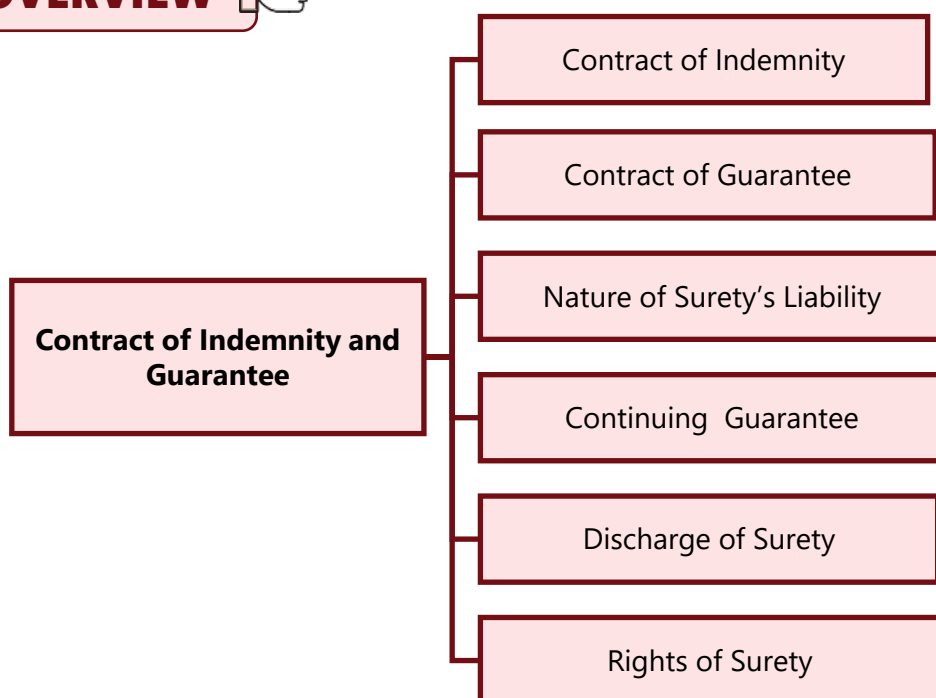 OVERVIEW
Contract of Indemnity
Contract of Guarantee
Nature of Surety’s Liability
Contract of Indemnity and
Guarantee
Continuing Guarantee
Discharge of Surety
Rights of Surety